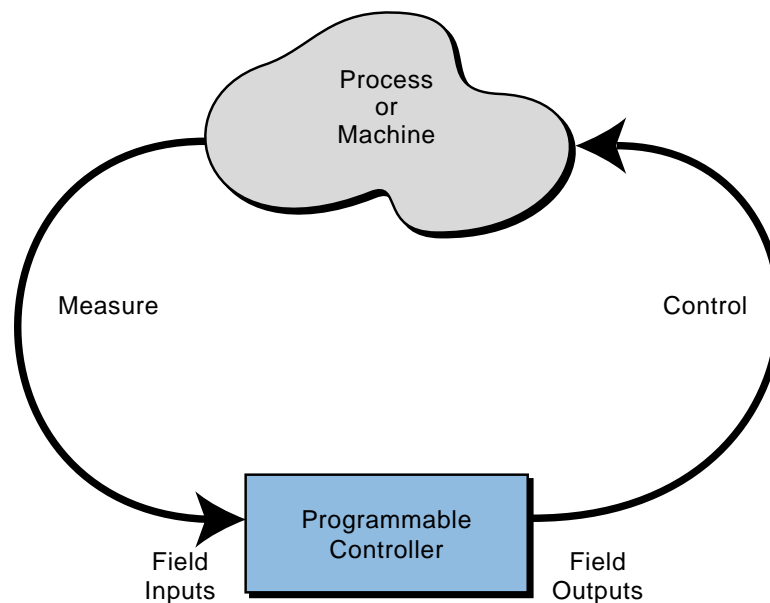 Process
or
Machine
Measure
Control
Programmable
Controller
Field
Inputs
Field
Outputs